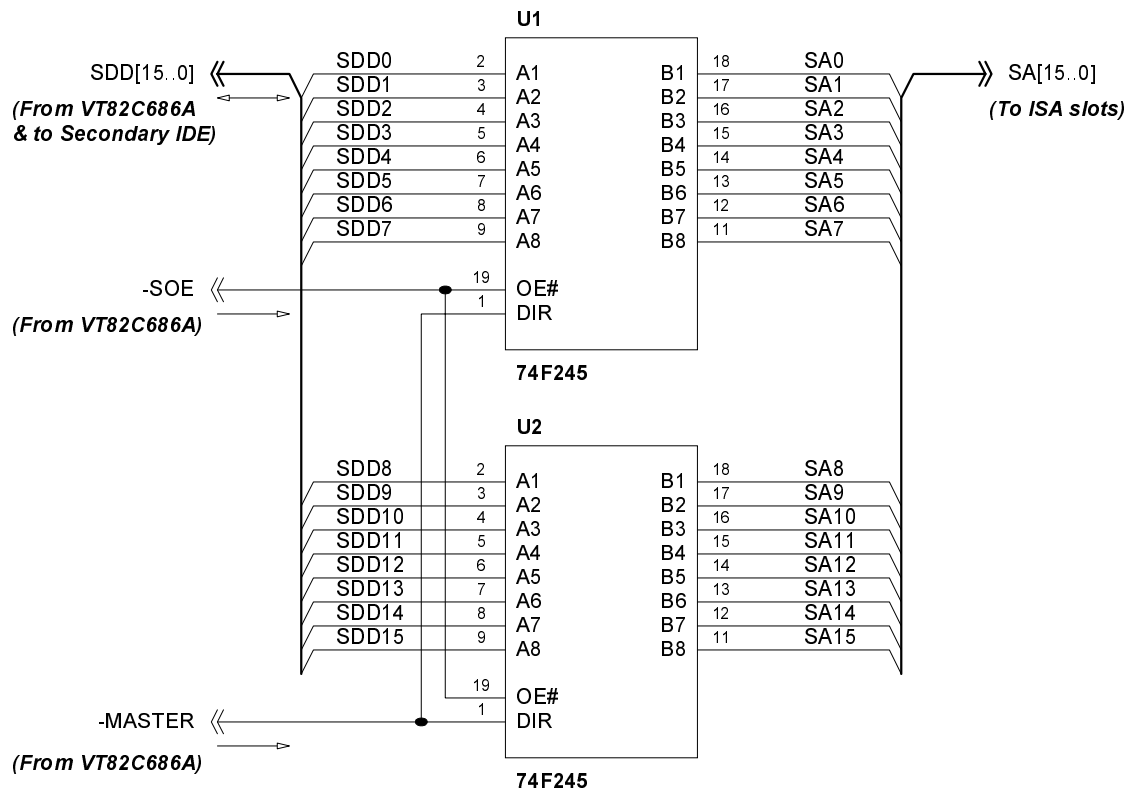 U1
SDD[15..0]
(From VT82C686A
& to Secondary IDE)
SA[15..0]
(To ISA slots)
SDD0 2 A1 B1 18 SA0
SDD1 3 A2 B2 17 SA1
SDD2 4 A3 B3 16 SA2
SDD3 5 A4 B4 15 SA3
SDD4 6 A5 B5 14 SA4
SDD5 7 A6 B6 13 SA5
SDD6 8 A7 B7 12 SA6
SDD7 9 A8 B8 11 SA7
-SOE 19 OE#
1 DIR
(From VT82C686A)
74F245
U2
SDD8 2 A1 B1 18 SA8
SDD9 3 A2 B2 17 SA9
SDD10 4 A3 B3 16 SA10
SDD11 5 A4 B4 15 SA11
SDD12 6 A5 B5 14 SA12
SDD13 7 A6 B6 13 SA13
SDD14 8 A7 B7 12 SA14
SDD15 9 A8 B8 11 SA15
19 OE#
-MASTER 1 DIR
(From VT82C686A)
74F245